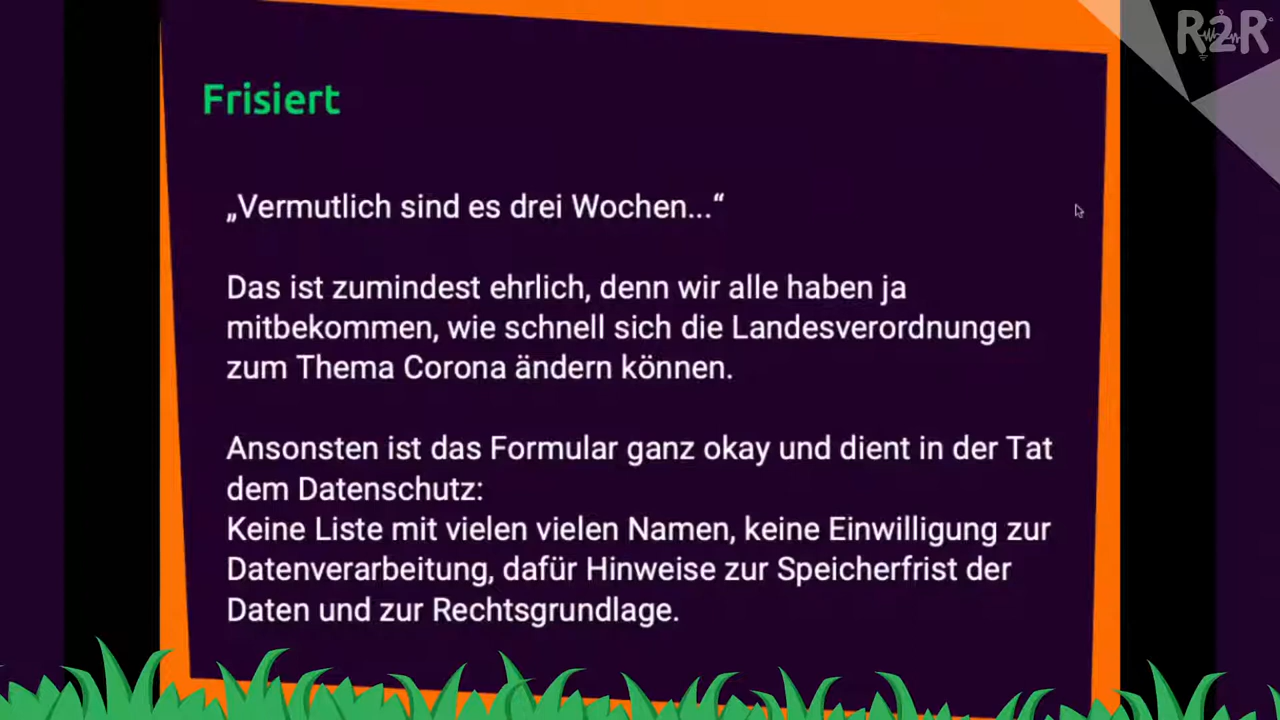 R2R
Frisiert
„Vermutlich sind es drei Wochen...“
Das ist zumindest ehrlich, denn wir alle haben ja
mitbekommen, wie schnell sich die Landesverordnungen
zum Thema Corona ändern können.
Ansonsten ist das Formular ganz okay und dient in der Tat
dem Datenschutz:
Keine Liste mit vielen vielen Namen, keine Einwilligung zur
Datenverarbeitung, dafür Hinweise zur Speicherfrist der
Daten und zur Rechtsgrundlage.